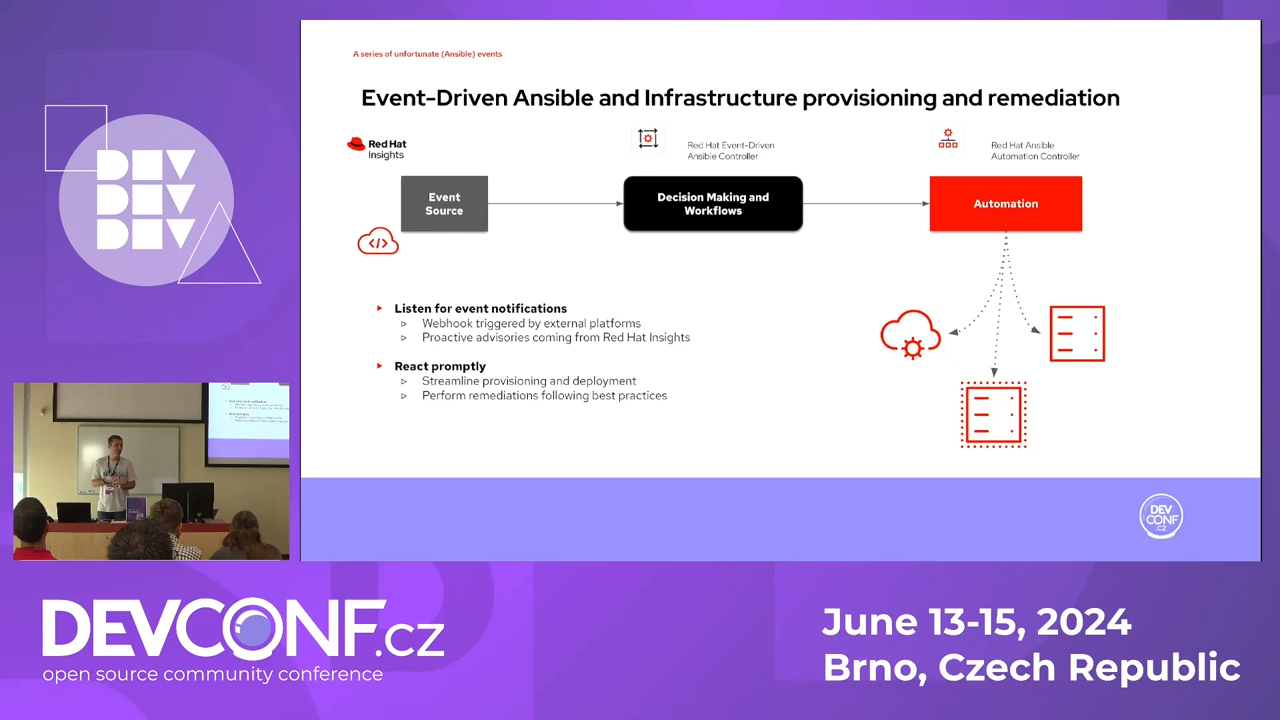 A series of unfortunate (Ansible) events
Event-Driven Ansible and Infrastructure provisioning and remediation
Red Hat
Insights
Red Hat Event-Driven
Ansible Controller
Red Hat Ansible
Automation Controller
Event
Source
Decision Making and
Workflows
Automation
Listen for event notifications
Webhook triggered by external platforms
Proactive advisories coming from Red Hat Insights
React promptly
Streamline provisioning and deployment
Perform remediations following best practices
DEV
CONF
.CZ
DEV
DEV
DEV
DEVCONF.cz
open source community conference
June 13-15, 2024
Brno, Czech Republic